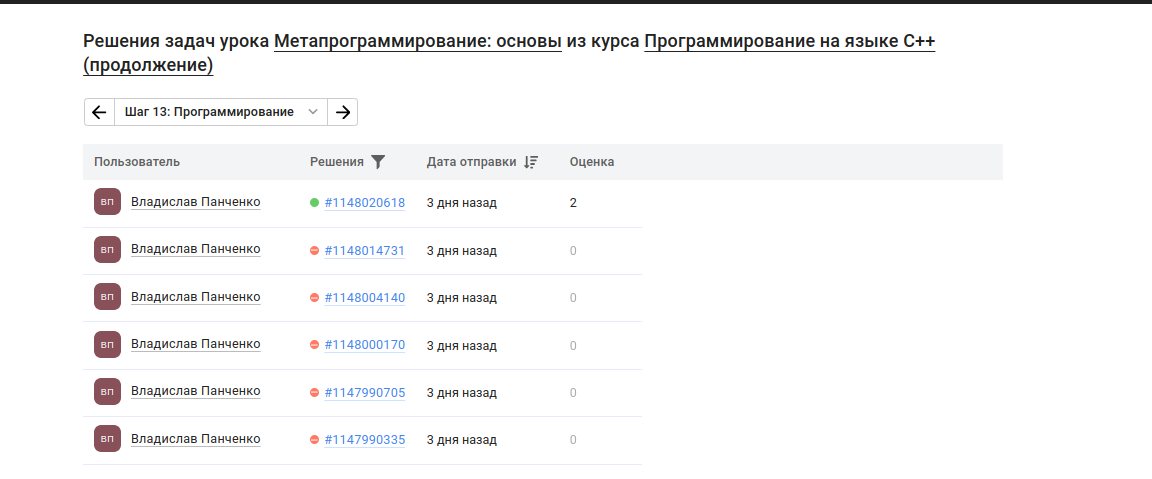 Решения задач урока Метапрограммирование: основы из курса Программирование на языке C++
(продолжение)
Шаг 13: Программирование
Пользователь Решения Дата отправки Оценка
ВП Владислав Панченко #1148020618 3 дня назад 2
ВП Владислав Панченко #1148014731 3 дня назад 0
ВП Владислав Панченко #1148004140 3 дня назад 0
ВП Владислав Панченко #1148000170 3 дня назад 0
ВП Владислав Панченко #1147990705 3 дня назад 0
ВП Владислав Панченко #1147990335 3 дня назад 0